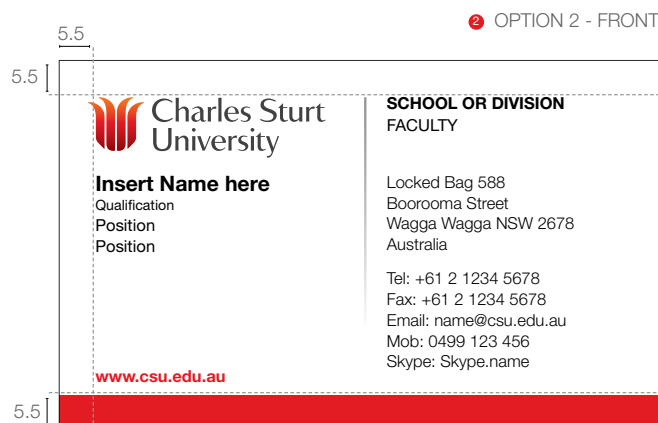 2 OPTION 2 - FRONT
5.5
5.5
Charles Sturt
University
Insert Name here
Qualification
Position
Position
www.csu.edu.au
SCHOOL OR DIVISION
FACULTY
Locked Bag 588
Boorooma Street
Wagga Wagga NSW 2678
Australia
Tel: +61 2 1234 5678
Fax: +61 2 1234 5678
Email: name@csu.edu.au
Mob: 0499 123 456
Skype: Skype.name
5.5